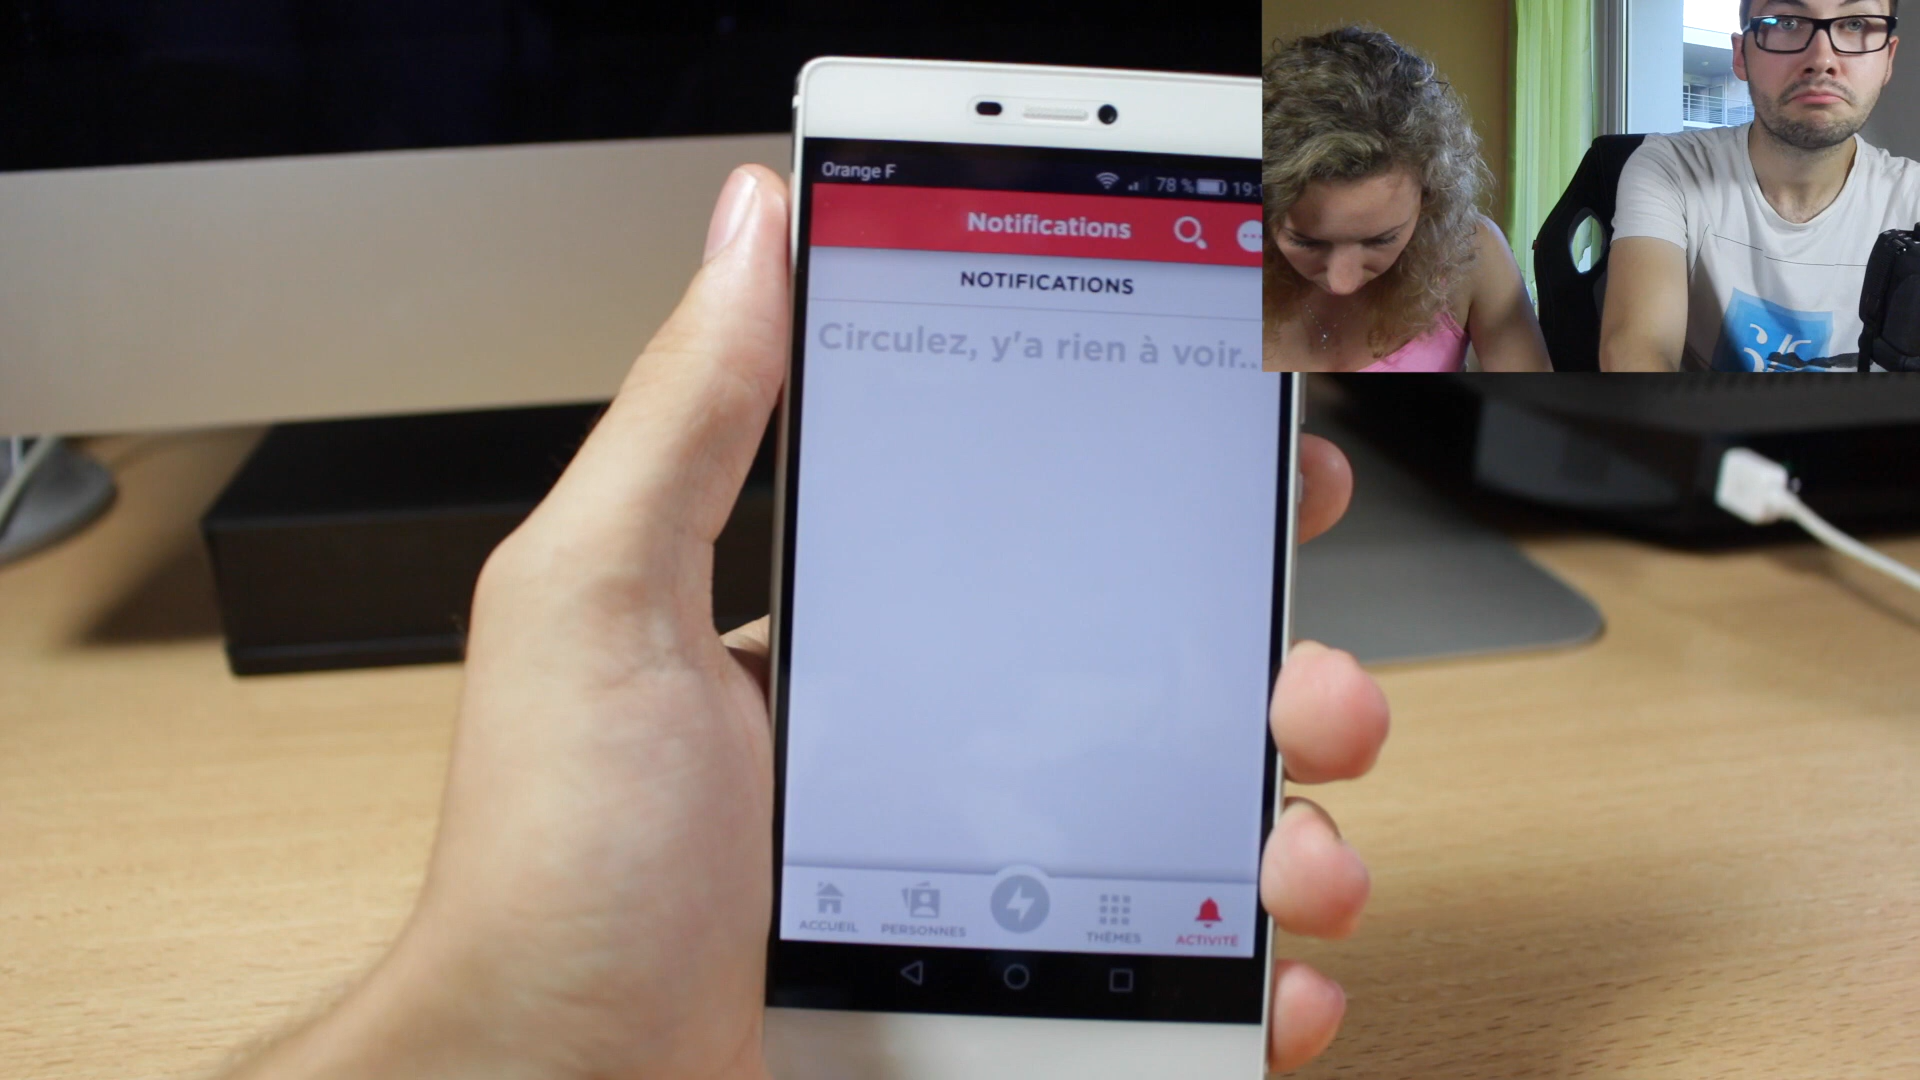 Orange F
78 %
Notifications
NOTIFICATIONS
Circulez, y'a rien à voir...
ACCUEIL
PERSONNES
THÈMES
ACTIVITÉ